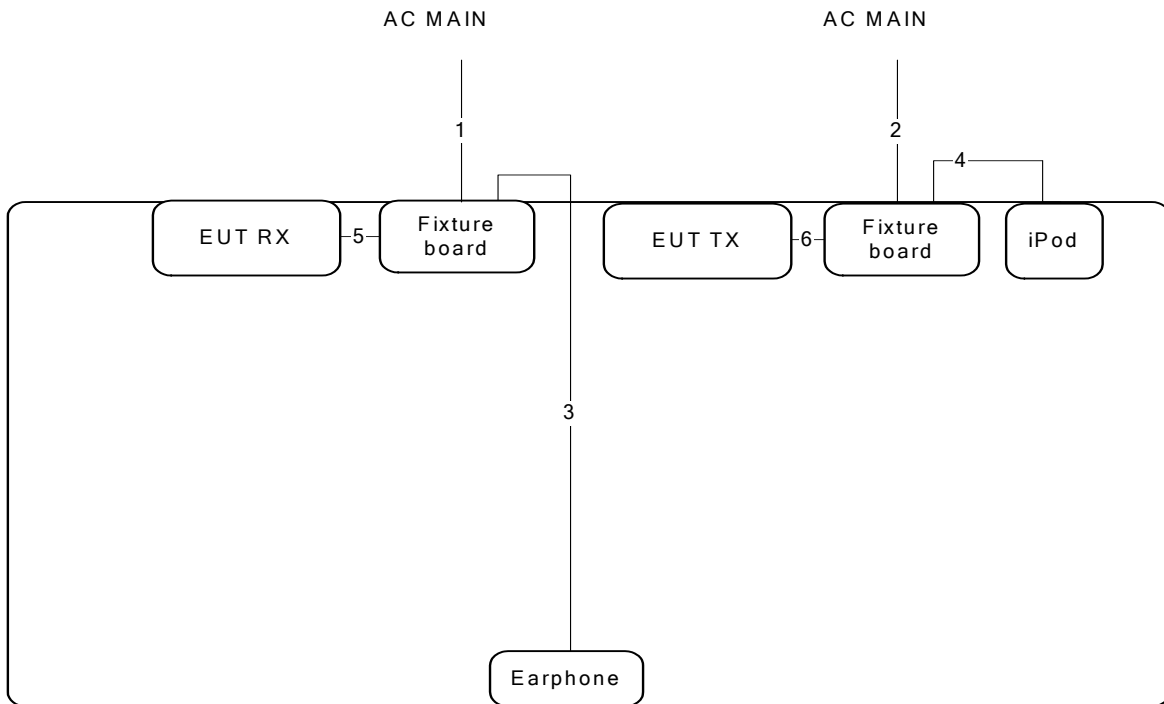 AC MAIN
AC MAIN
1
2
4
EUT RX
5
Fixture
board
EUT TX
6
Fixture
board
iPod
3
Earphone